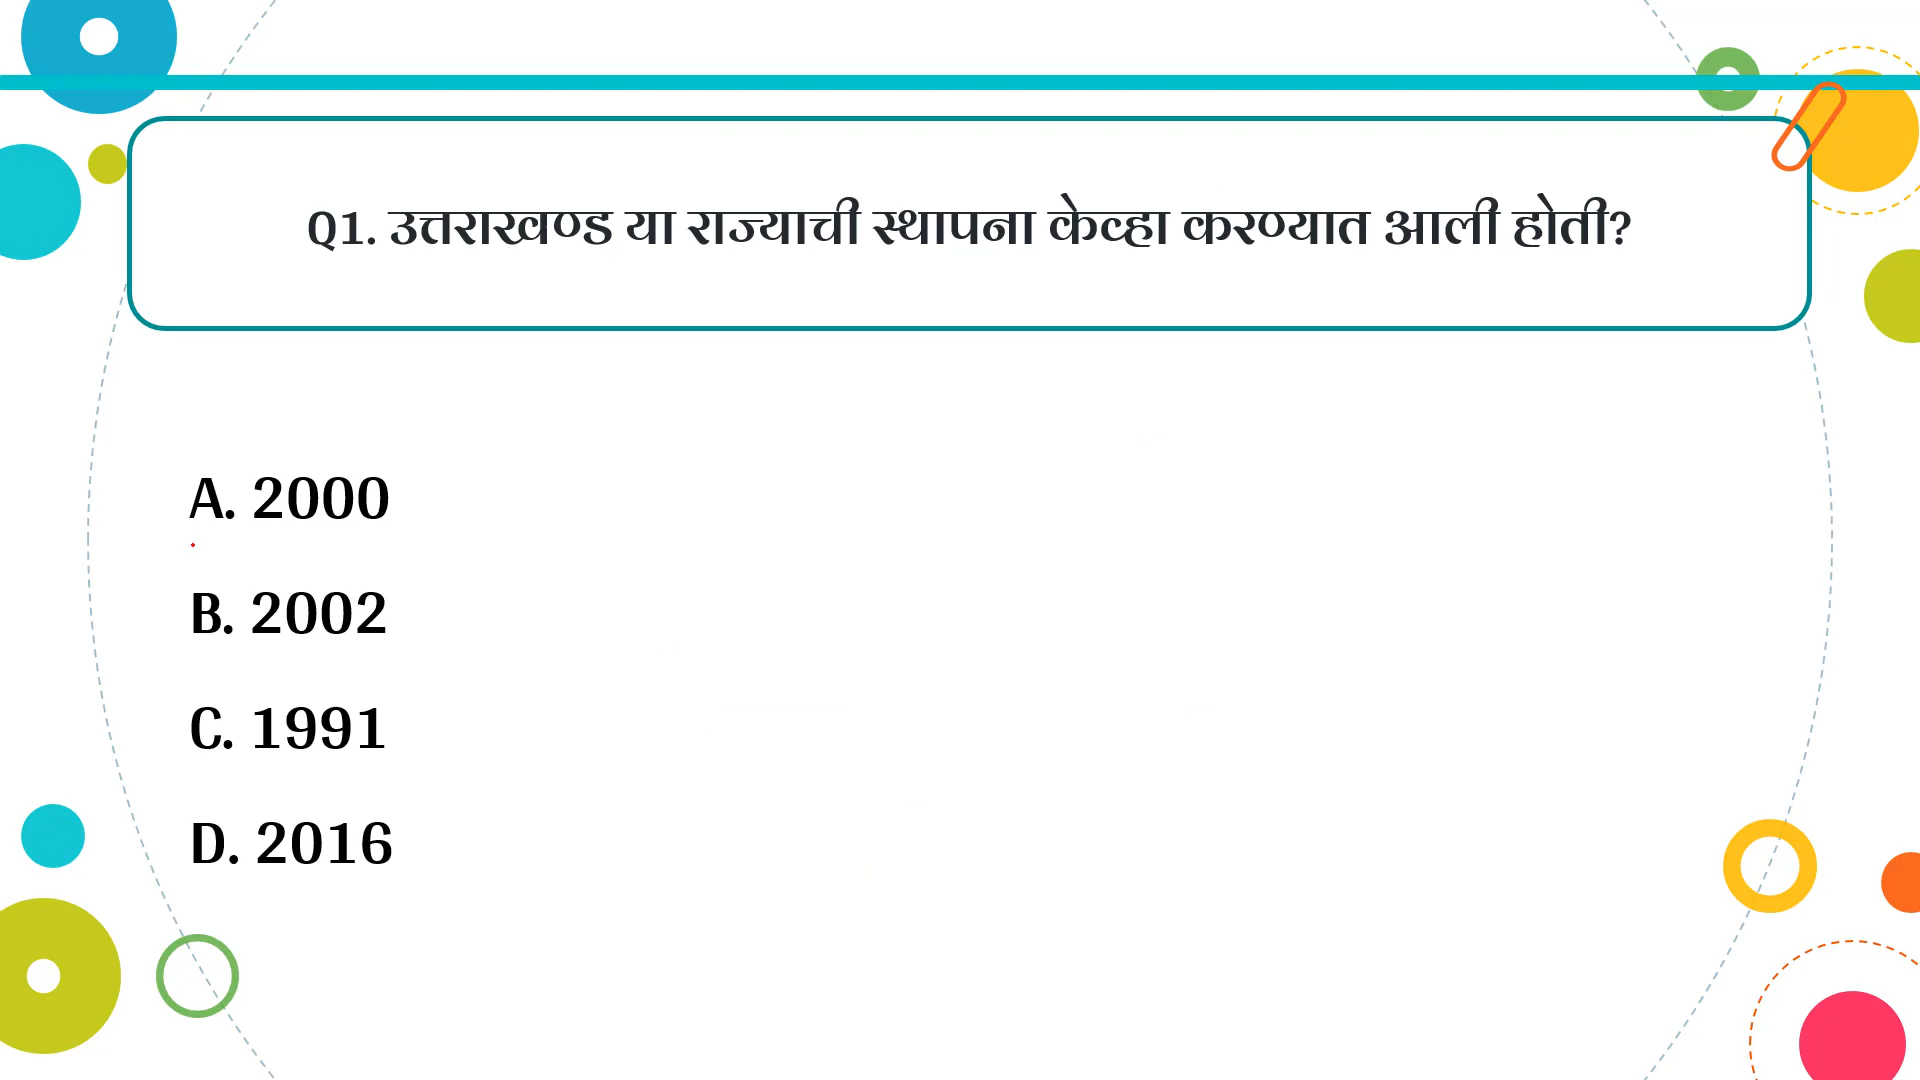 Q1. उत्तराखण्ड या राज्याची स्थापना केव्हा करण्यात आली होती?
A. 2000
B. 2002
C. 1991
D. 2016